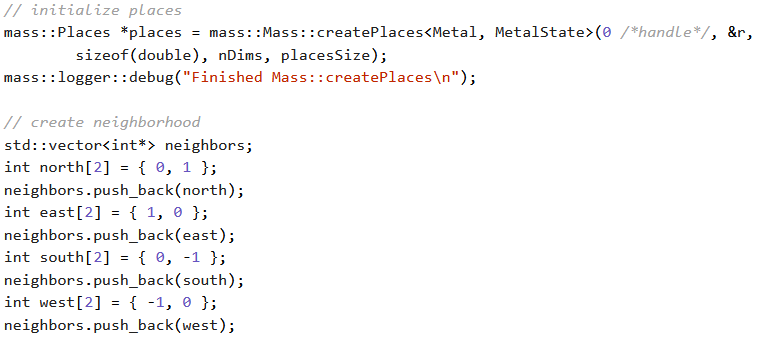 // initialize places
mass::Places *places = mass::Mass::createPlaces<Metal, MetalState>(0 /*handle*/, &r,
        sizeof(double), nDims, placesSize);
mass::logger::debug("Finished Mass::createPlaces\n");

// create neighborhood
std::vector<int*> neighbors;
int north[2] = { 0, 1 };
neighbors.push_back(north);
int east[2] = { 1, 0 };
neighbors.push_back(east);
int south[2] = { 0, -1 };
neighbors.push_back(south);
int west[2] = { -1, 0 };
neighbors.push_back(west);